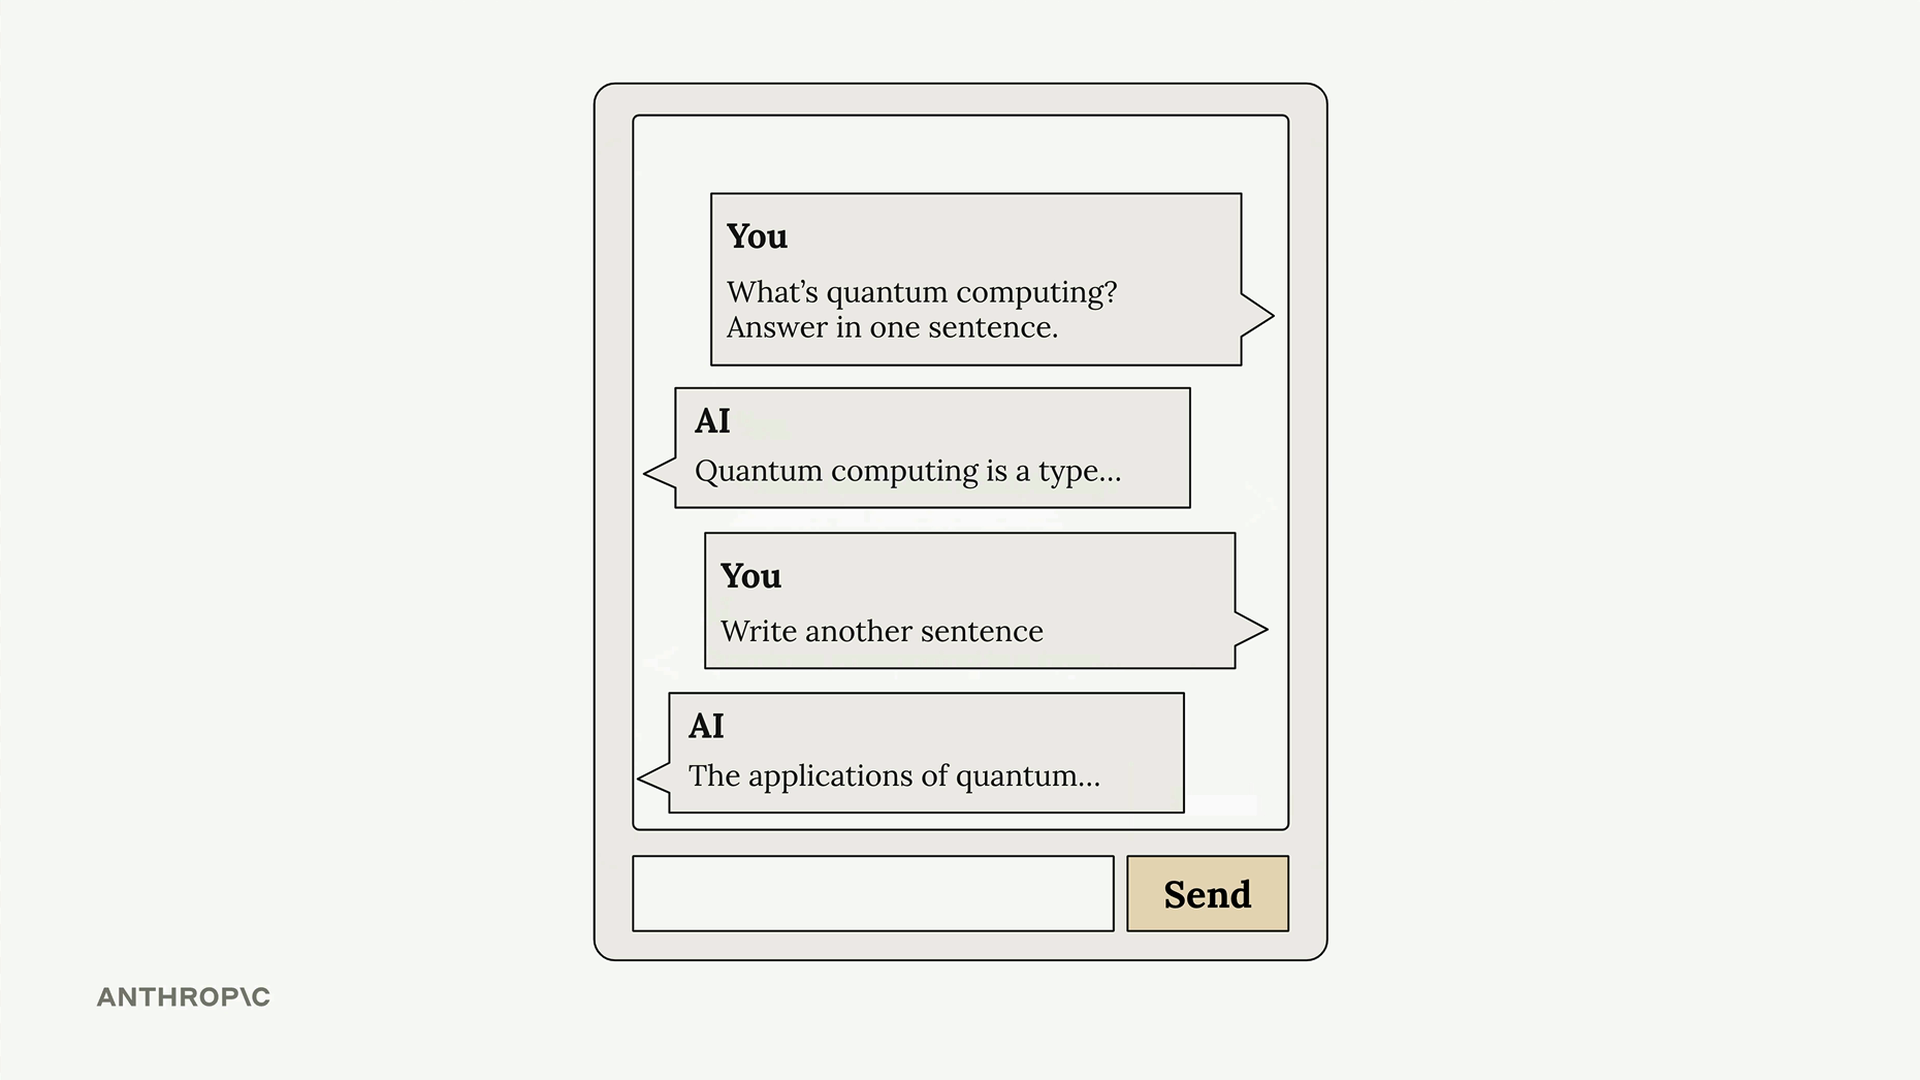 You
What’s quantum computing?
Answer in one sentence.
AI
Quantum computing is a type...
You
Write another sentence
AI
The applications of quantum...
Send
ANTHROP\C